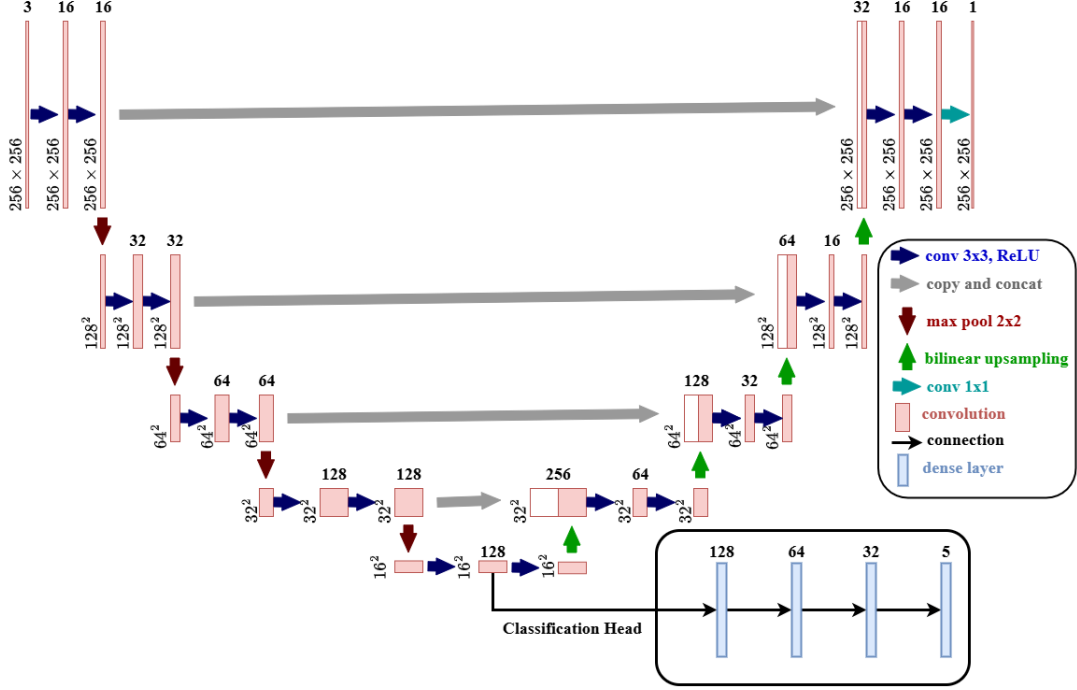 3 16 16 32 16 16 1
256 × 256 256 × 256 256 × 256 256 × 256 256 × 256 256 × 256 256 × 256
32 32 64 16
128² 128² 128² 128² 128² 128²
conv 3x3, ReLU
copy and concat
max pool 2x2
bilinear upsampling
conv 1x1
convolution
connection
dense layer
64 64 128 32
64² 64² 64² 64² 64² 64²
128 128 256 64
32² 32² 32² 32² 32² 32²
128
16² 16² 16²
128 64 32 5
Classification Head